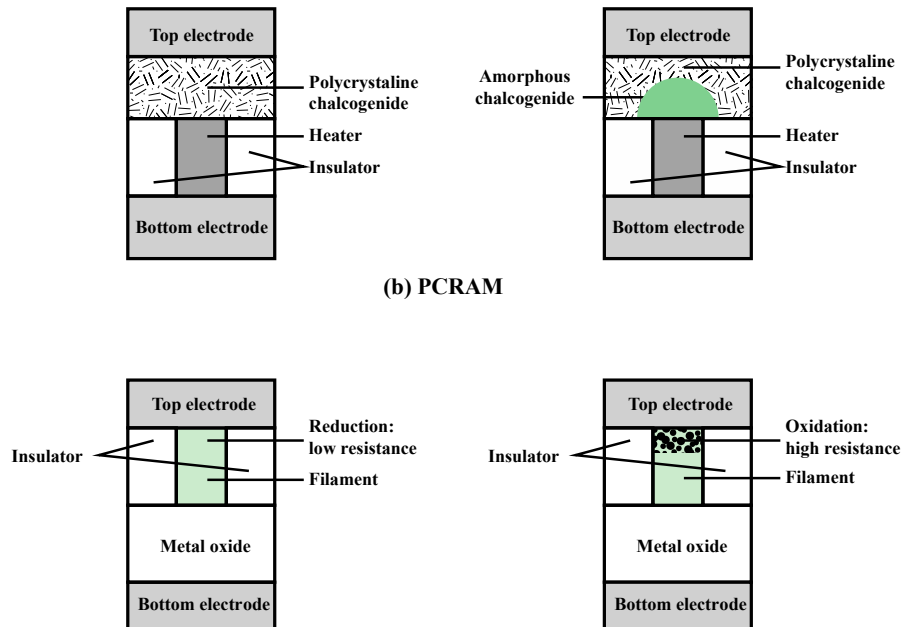 Top electrode
Polycrystaline
chalcogenide
Heater
Insulator
Bottom electrode
Top electrode
Amorphous
chalcogenide
Polycrystaline
chalcogenide
Heater
Insulator
Bottom electrode
(b) PCRAM
Top electrode
Insulator
Reduction:
low resistance
Filament
Metal oxide
Bottom electrode
Top electrode
Insulator
Oxidation:
high resistance
Filament
Metal oxide
Bottom electrode